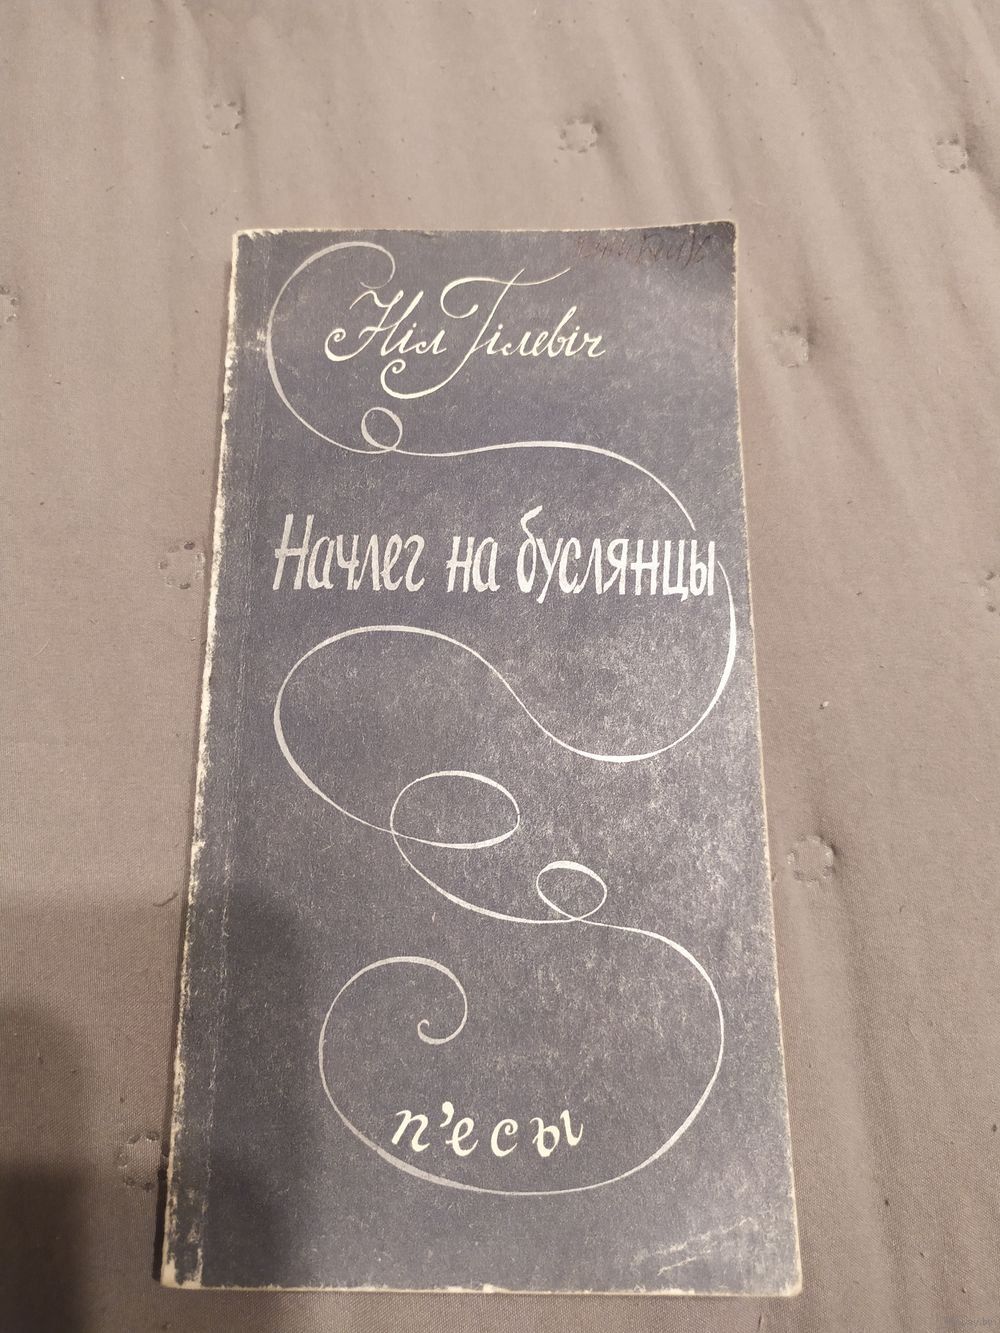 Ніл Гілевіч
Начлег на буслянцы
п'есы